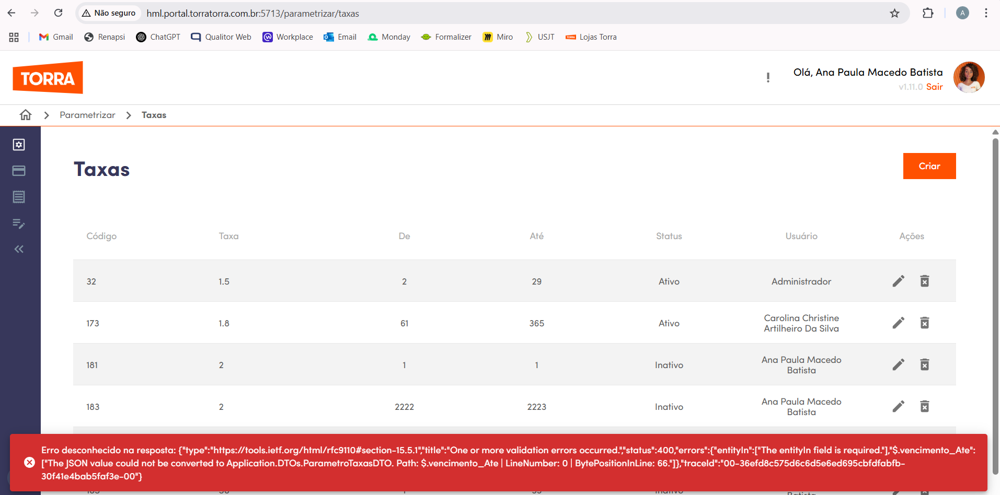 Não seguro hml.portal.torratorra.com.br:5713/parametrizar/taxas A
Gmail Renapsi ChatGPT Qualitor Web Workplace Email Monday Formalizer Miro USJT Lojas Torra
TORRA
Olá, Ana Paula Macedo Batista
v1.11.0 Sair
Parametrizar Taxas
Taxas
Criar
Código Taxa De Até Status Usuário Ações
32 1.5 2 29 Ativo Administrador
173 1.8 61 365 Ativo Carolina Christine
Artilheiro Da Silva
181 2 1 1 Inativo Ana Paula Macedo
Batista
183 2 2222 2223 Inativo Ana Paula Macedo
Batista
Erro desconhecido na resposta: {"type":"https://tools.ietf.org/html/rfc9110#section-15.5.1","title":"One or more validation errors occurred.","status":400,"errors":{"entityIn":["The entityIn field is required."],"$.vencimento_Ate":
["The JSON value could not be converted to Application.DTOs.ParametroTaxasDTO. Path: $.vencimento_Ate | LineNumber: 0 | BytePositionInLine: 66."]},"traceId":"00-36efd8c575d6c6d5e6ed695cbfdfabfb-
30f41e4bab5faf3e-00"}
Batista